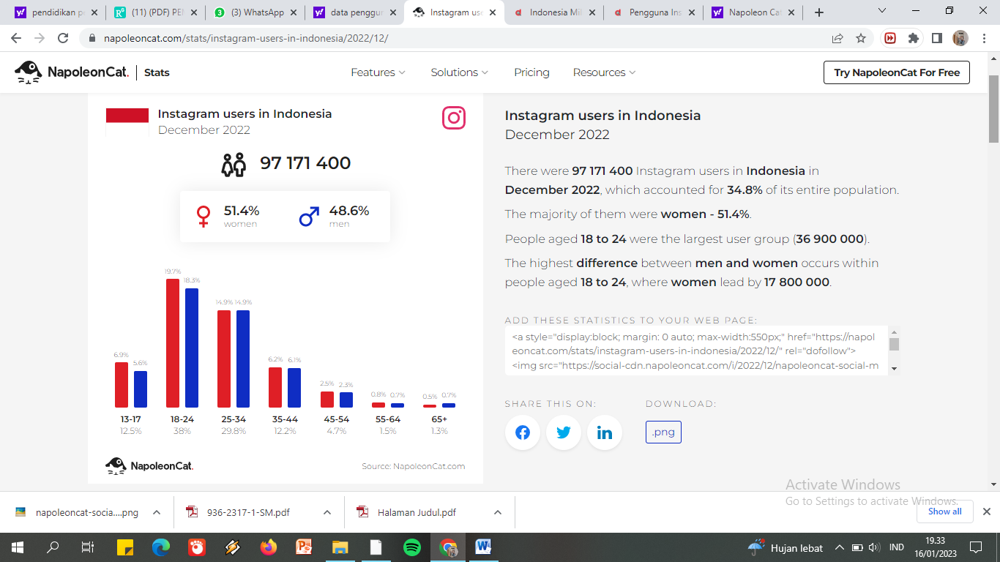 pendidikan p
(11) (PDF) PE
(3) WhatsApp
data penggu
Instagram use
Indonesia Mil
Pengguna Ins
Napoleon Cat
napoleoncat.com/stats/instagram-users-in-indonesia/2022/12/
NapoleonCat. Stats
Features
Solutions
Pricing
Resources
Try NapoleonCat For Free
Instagram users in Indonesia
December 2022
97 171 400
51.4%
women
48.6%
men
19.7%
18.3%
14.9% 14.9%
6.9%
5.6%
6.2% 6.1%
2.5% 2.3%
0.8% 0.7%
0.5% 0.7%
13-17 18-24 25-34 35-44 45-54 55-64 65+
12.5% 38% 29.8% 12.2% 4.7% 1.5% 1.3%
NapoleonCat.
Source: NapoleonCat.com
Instagram users in Indonesia
December 2022
There were 97 171 400 Instagram users in Indonesia in
December 2022, which accounted for 34.8% of its entire population.
The majority of them were women - 51.4%.
People aged 18 to 24 were the largest user group (36 900 000).
The highest difference between men and women occurs within
people aged 18 to 24, where women lead by 17 800 000.
ADD THESE STATISTICS TO YOUR WEB PAGE:
<a style="display:block; margin: 0 auto; max-width:550px;" href="https://napol
eoncat.com/stats/instagram-users-in-indonesia/2022/12/" rel="dofollow">
<img src="https://social-cdn.napoleoncat.com/i/2022/12/napoleoncat-social-m
SHARE THIS ON:
DOWNLOAD:
.png
Activate Windows
Go to Settings to activate Windows.
napoleoncat-socia....png
936-2317-1-SM.pdf
Halaman Judul.pdf
Show all
Hujan lebat
IND
19.33
16/01/2023